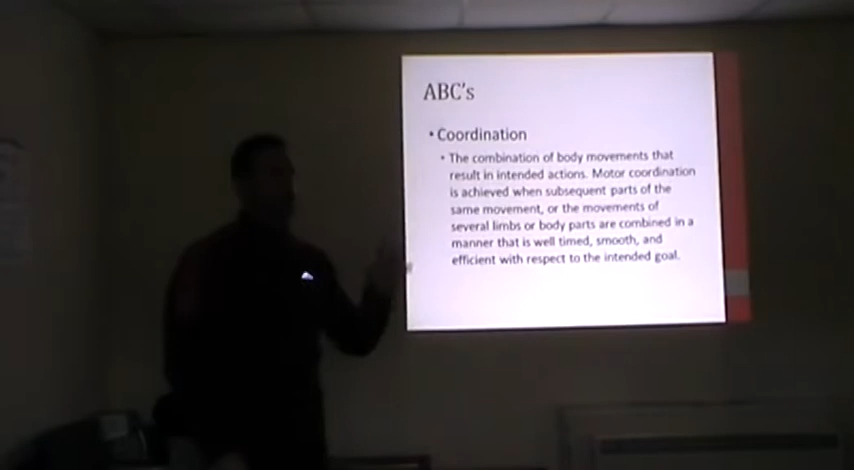 ABC's
• Coordination
• The combination of body movements that
result in intended actions. Motor coordination
is achieved when subsequent parts of the
same movement, or the movements of
several limbs or body parts are combined in a
manner that is well timed, smooth, and
efficient with respect to the intended goal.